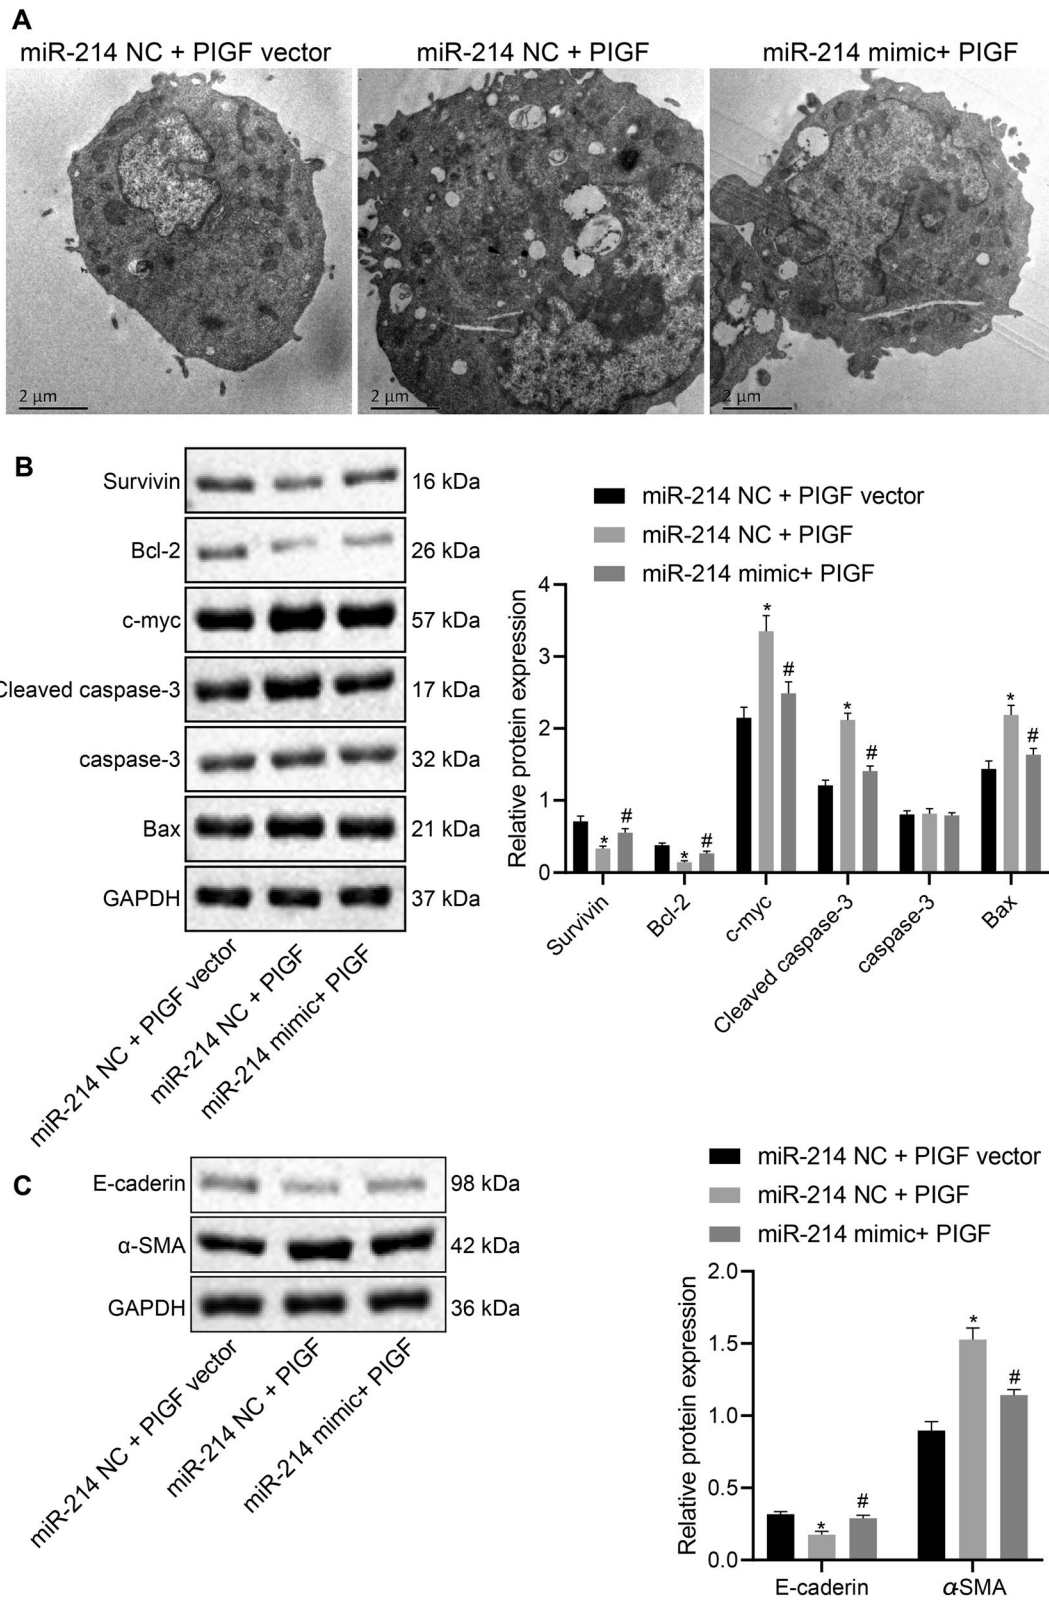 A
miR-214 NC + PIGF vector
miR-214 NC + PIGF
miR-214 mimic+ PIGF
2 μm
2 μm
2 μm
B
Survivin
16 kDa
Bcl-2
26 kDa
c-myc
57 kDa
Cleaved caspase-3
17 kDa
caspase-3
32 kDa
Bax
21 kDa
GAPDH
37 kDa
miR-214 NC + PIGF vector
miR-214 NC + PIGF
miR-214 mimic+ PIGF
miR-214 NC + PIGF vector
miR-214 NC + PIGF
miR-214 mimic+ PIGF
Relative protein expression
4
3
2
1
0
* # * # * # * # * #
Survivin
Bcl-2
c-myc
Cleaved caspase-3
caspase-3
Bax
C
E-caderin
98 kDa
α-SMA
42 kDa
GAPDH
36 kDa
miR-214 NC + PIGF vector
miR-214 NC + PIGF
miR-214 mimic+ PIGF
miR-214 NC + PIGF vector
miR-214 NC + PIGF
miR-214 mimic+ PIGF
Relative protein expression
2.0
1.5
1.0
0.5
0.0
* # * #
E-caderin
αSMA